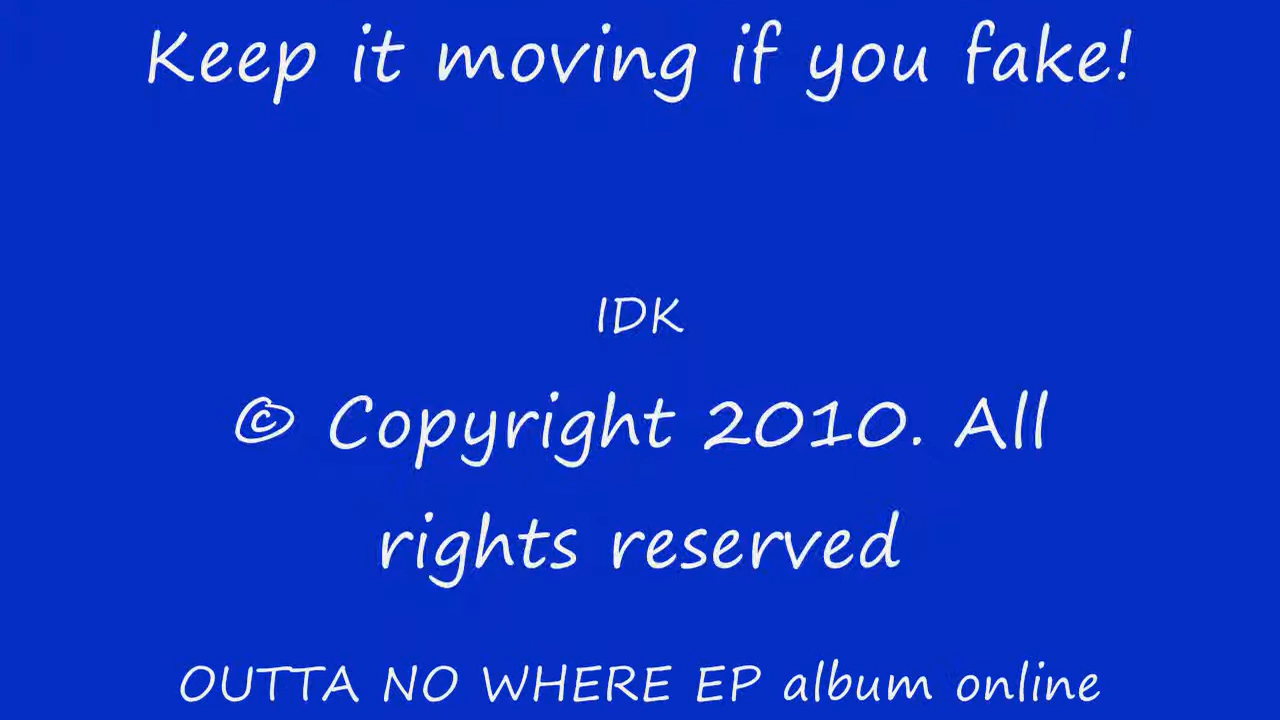 Keep it moving if you fake!
IDK
© Copyright 2010. All
rights reserved
OUTTA NO WHERE EP album online